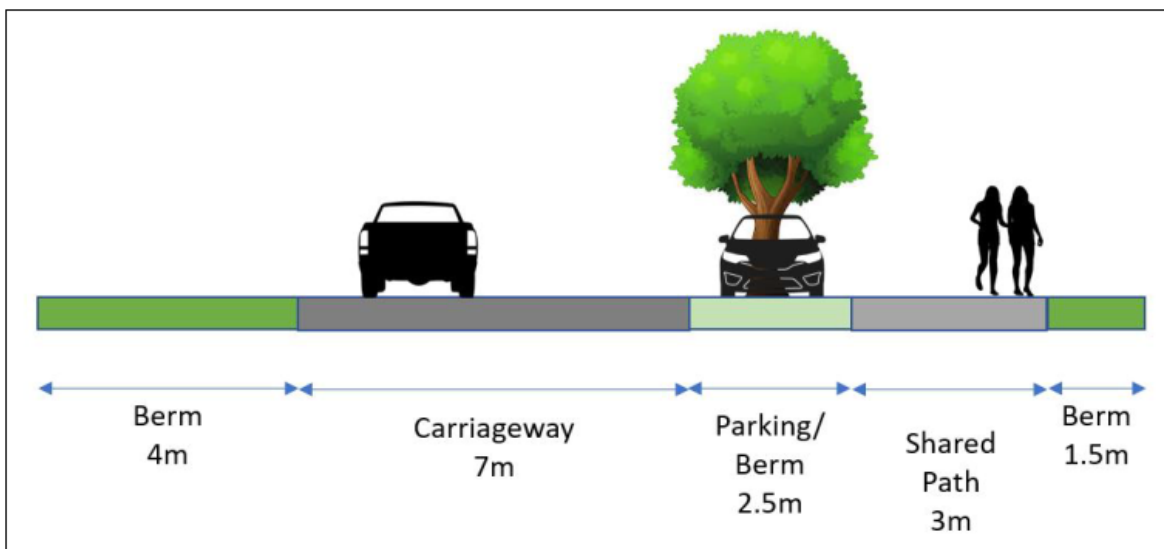 Berm
4m
Carriageway
7m
Parking/
Berm
2.5m
Shared
Path
3m
Berm
1.5m